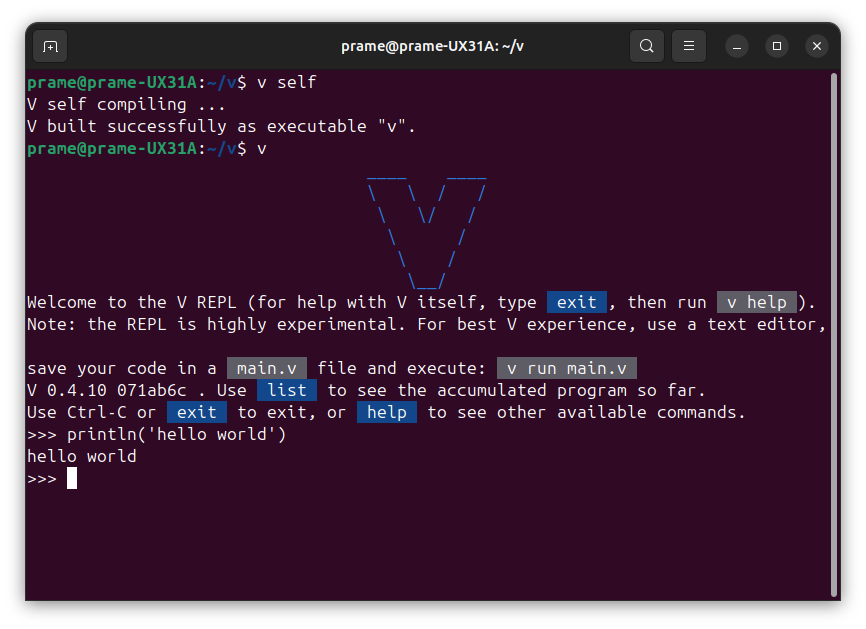 prame@prame-UX31A: ~/v
prame@prame-UX31A:~/v$ v self
V self compiling ...
V built successfully as executable "v".
prame@prame-UX31A:~/v$ v
 ____    ____
 \   \  /   /
  \   \/   /
   \      /
    \    /
     \__/
Welcome to the V REPL (for help with V itself, type exit , then run v help ).
Note: the REPL is highly experimental. For best V experience, use a text editor,
save your code in a main.v file and execute: v run main.v
V 0.4.10 071ab6c . Use list to see the accumulated program so far.
Use Ctrl-C or exit to exit, or help to see other available commands.
>>> println('hello world')
hello world
>>>